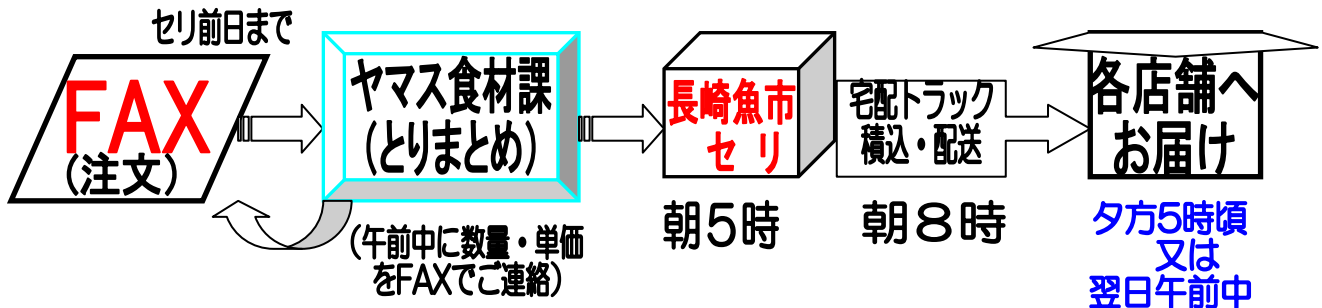 セリ前日まで
FAX
(注文)
ヤマス食材課
(とりまとめ)
(午前中に数量・単価
をFAXでご連絡)
長崎魚市
セリ
朝5時
宅配トラック
積込・配送
朝8時
各店舗へ
お届け
夕方5時頃
又は
翌日午前中